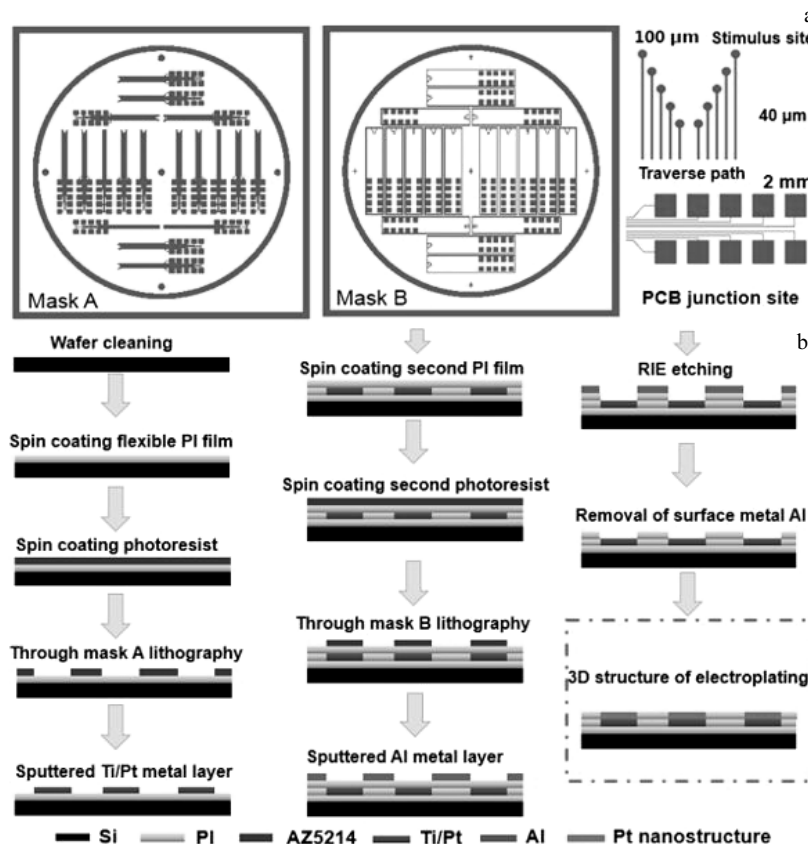 a
100 µm
Stimulus site
40 µm
Traverse path
2 mm
PCB junction site
Mask A
Mask B
b
Wafer cleaning
Spin coating flexible PI film
Spin coating photoresist
Through mask A lithography
Sputtered Ti/Pt metal layer
Spin coating second PI film
Spin coating second photoresist
Through mask B lithography
Sputtered Al metal layer
RIE etching
Removal of surface metal Al
3D structure of electroplating
Si PI AZ5214 Ti/Pt Al Pt nanostructure